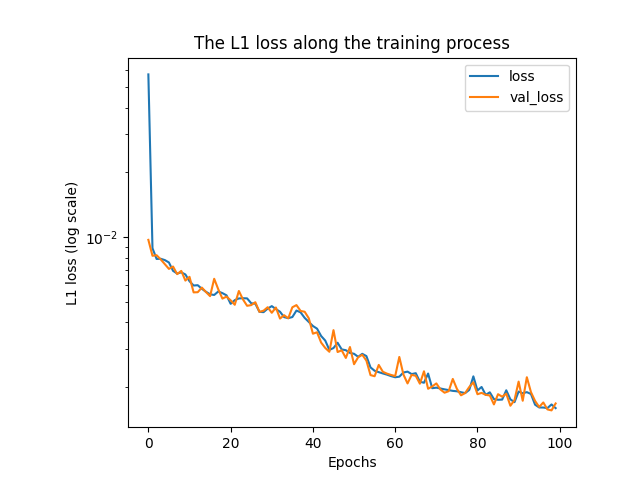 The L1 loss along the training process
loss
val_loss
L1 loss (log scale)
10⁻²
0
20
40
60
80
100
Epochs